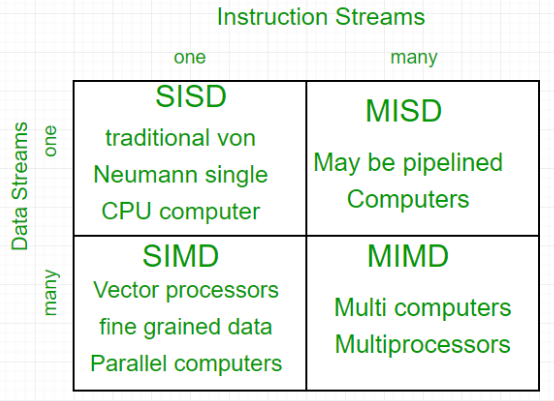 Instruction Streams
one many
Data Streams
one
SISD
traditional von
Neumann single
CPU computer
MISD
May be pipelined
Computers
many
SIMD
Vector processors
fine grained data
Parallel computers
MIMD
Multi computers
Multiprocessors